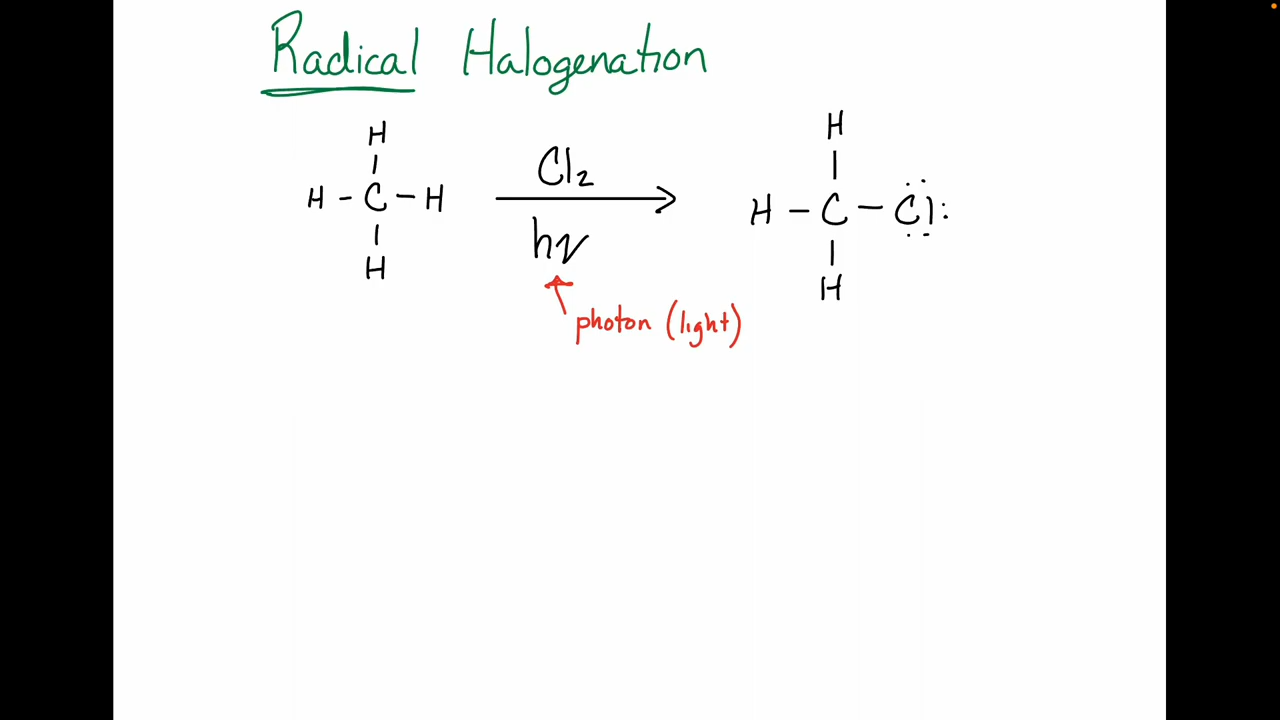 Radical Halogenation
H
H
H - C - H
Cl2
H - C - Cl:
hν
H
H
photon (light)